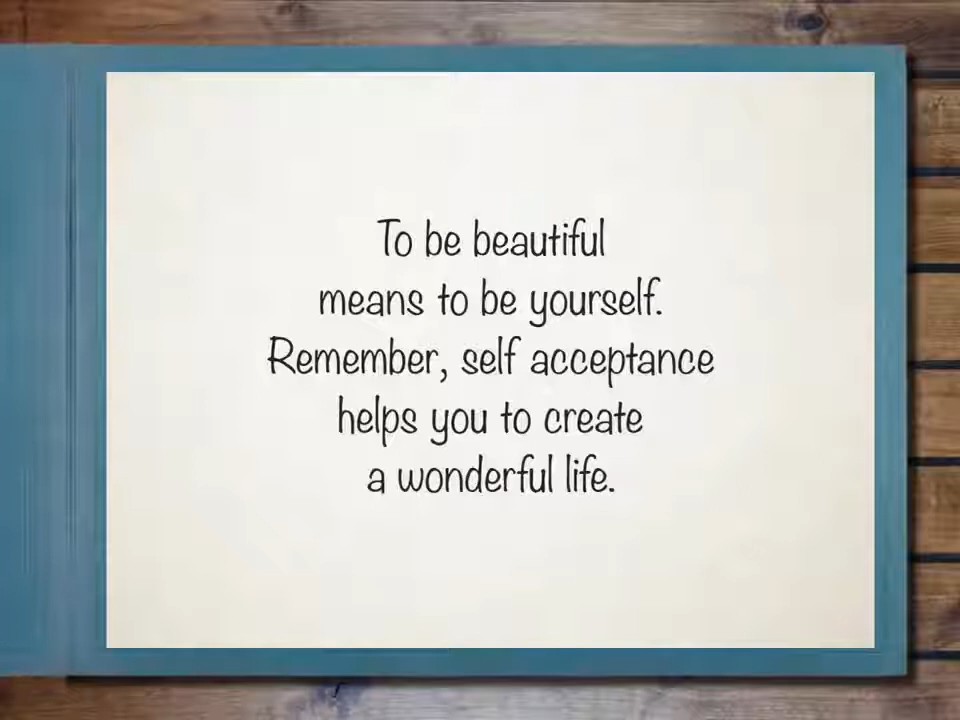 To be beautiful
means to be yourself.
Remember, self acceptance
helps you to create
a wonderful life.